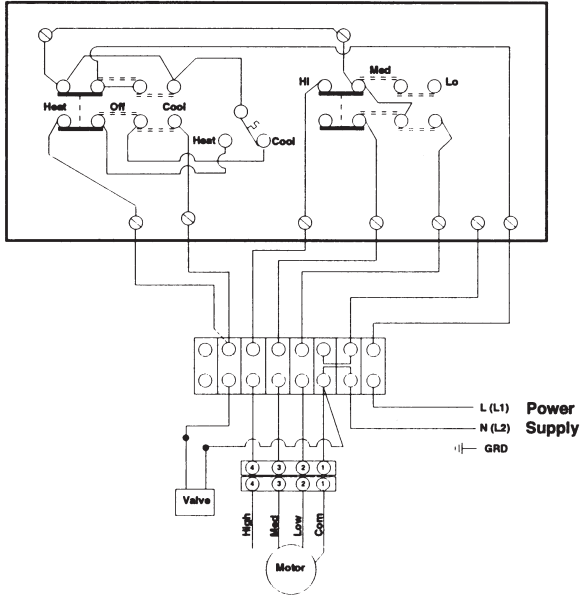 Med
HI
Lo
Heat
Off
Cool
Heat
Cool
L (L1)
Power
N (L2)
Supply
GRD
4
3
2
1
4
3
2
1
Valve
High
Med
Low
Com
Motor